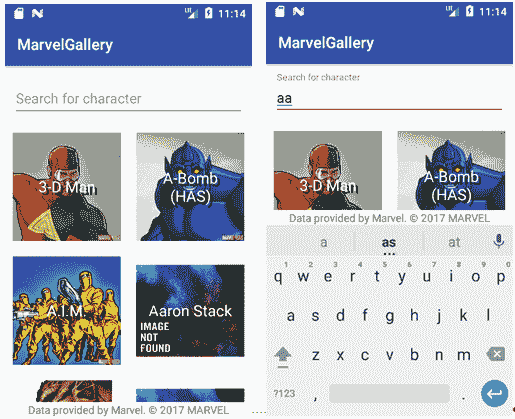 LTE 11:14
MarvelGallery
Search for character
3-D Man
A-Bomb
(HAS)
A.I.M.
Aaron Stack
IMAGE
NOT
FOUND
Data provided by Marvel. © 2017 MARVEL
LTE 11:14
MarvelGallery
Search for character
aa
3-D Man
A-Bomb
(HAS)
Data provided by Marvel. © 2017 MARVEL
a as at
1 2 3 4 5 6 7 8 9 0
q w e r t y u i o p
a s d f g h j k l
z x c v b n m
?123 , .